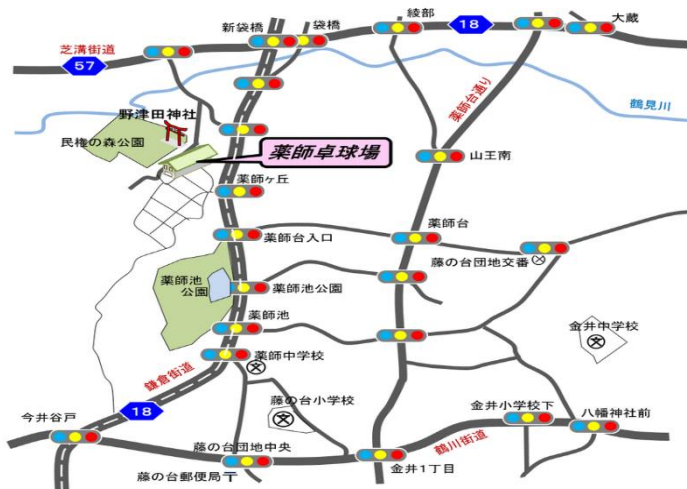 新袋橋
袋橋
綾部
18
大蔵
芝溝街道
57
鶴見川
薬師台通り
野津田神社
民権の森公園
薬師卓球場
山王南
薬師ヶ丘
薬師台入口
薬師台
藤の台団地交番
薬師池
公園
薬師池公園
薬師池
金井中学校
薬師中学校
鎌倉街道
18
藤の台小学校
今井谷戸
金井小学校下
八幡神社前
藤の台団地中央
鶴川街道
藤の台郵便局〒
金井1丁目